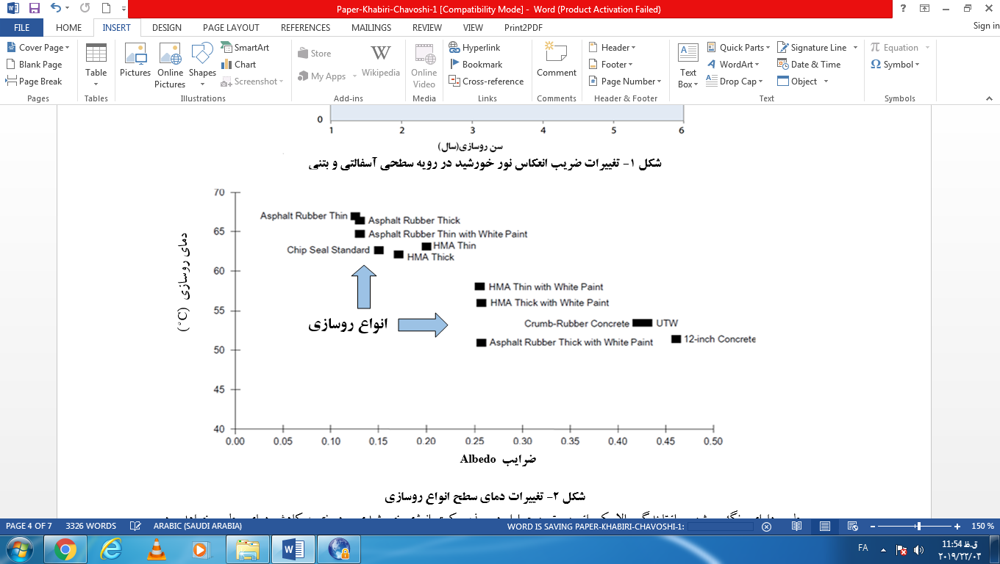 Paper-Khabiri-Chavoshi-1 [Compatibility Mode] - Word (Product Activation Failed)
FILE HOME INSERT DESIGN PAGE LAYOUT REFERENCES MAILINGS REVIEW VIEW Print2PDF Sign in
Cover Page
Blank Page
Page Break
Pages
Table
Tables
Pictures
Online Pictures
Shapes
SmartArt
Chart
Screenshot
Illustrations
Store
My Apps
Wikipedia
Add-ins
Online Video
Media
Hyperlink
Bookmark
Cross-reference
Links
Comment
Comments
Header
Footer
Page Number
Header & Footer
Text Box
Quick Parts
WordArt
Drop Cap
Signature Line
Date & Time
Object
Text
Equation
Symbol
Symbols
0
1 2 3 4 5 6
سن روسازی(سال)
شکل ۱- تغییرات ضریب انعکاس نور خورشید در رویه سطحی آسفالتی و بتنی
دمای روسازی (°C)
70
65
60
55
50
45
40
Asphalt Rubber Thin
Asphalt Rubber Thick
Asphalt Rubber Thin with White Paint
Chip Seal Standard
HMA Thin
HMA Thick
HMA Thin with White Paint
HMA Thick with White Paint
انواع روسازی
Crumb-Rubber Concrete
UTW
12-inch Concrete
Asphalt Rubber Thick with White Paint
0.00 0.05 0.10 0.15 0.20 0.25 0.30 0.35 0.40 0.45 0.50
ضرایب Albedo
شکل ۲- تغییرات دمای سطح انواع روسازی
PAGE 4 OF 7 3326 WORDS ARABIC (SAUDI ARABIA) WORD IS SAVING PAPER-KHABIRI-CHAVOSHI-1: 150 %
FA
11:54 ق.ظ
۲۰۱۹/۲۲/۰۳